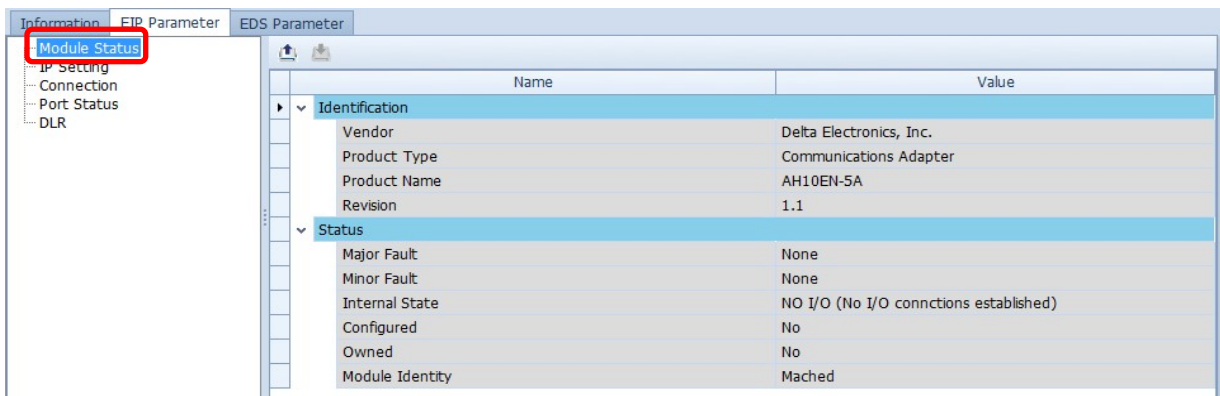 Information EIP Parameter EDS Parameter
Module Status
IP Setting
Connection
Port Status
DLR
Name Value
Identification
Vendor Delta Electronics, Inc.
Product Type Communications Adapter
Product Name AH10EN-5A
Revision 1.1
Status
Major Fault None
Minor Fault None
Internal State NO I/O (No I/O connctions established)
Configured No
Owned No
Module Identity Mached